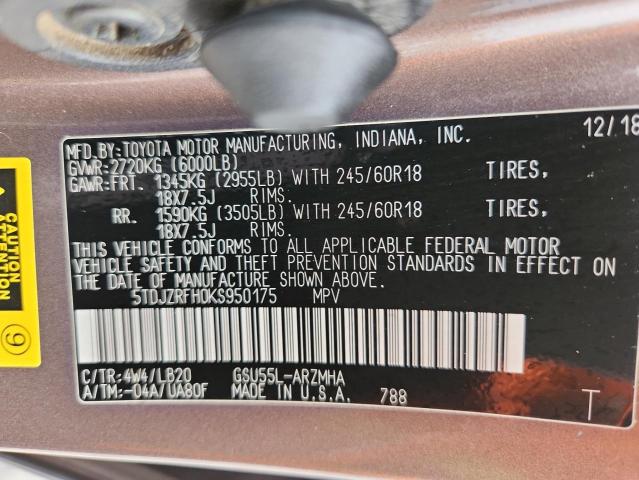 MFD.BY:TOYOTA MOTOR MANUFACTURING, INDIANA, INC. 12/18
GVWR:2720KG (6000LB)
GAWR:FRT. 1345KG (2955LB) WITH 245/60R18 TIRES,
18X7.5J RIMS.
RR. 1590KG (3505LB) WITH 245/60R18 TIRES,
18X7.5J RIMS.
THIS VEHICLE CONFORMS TO ALL APPLICABLE FEDERAL MOTOR
VEHICLE SAFETY AND THEFT PREVENTION STANDARDS IN EFFECT ON
THE DATE OF MANUFACTURE SHOWN ABOVE.
5TDJZRFH0KS950175 MPV
C/TR:4W4/LB20 GSU55L-ARZMHA
A/TM:-04A/UA80F MADE IN U.S.A. 788 T
CAUTION
ATTENTION
9